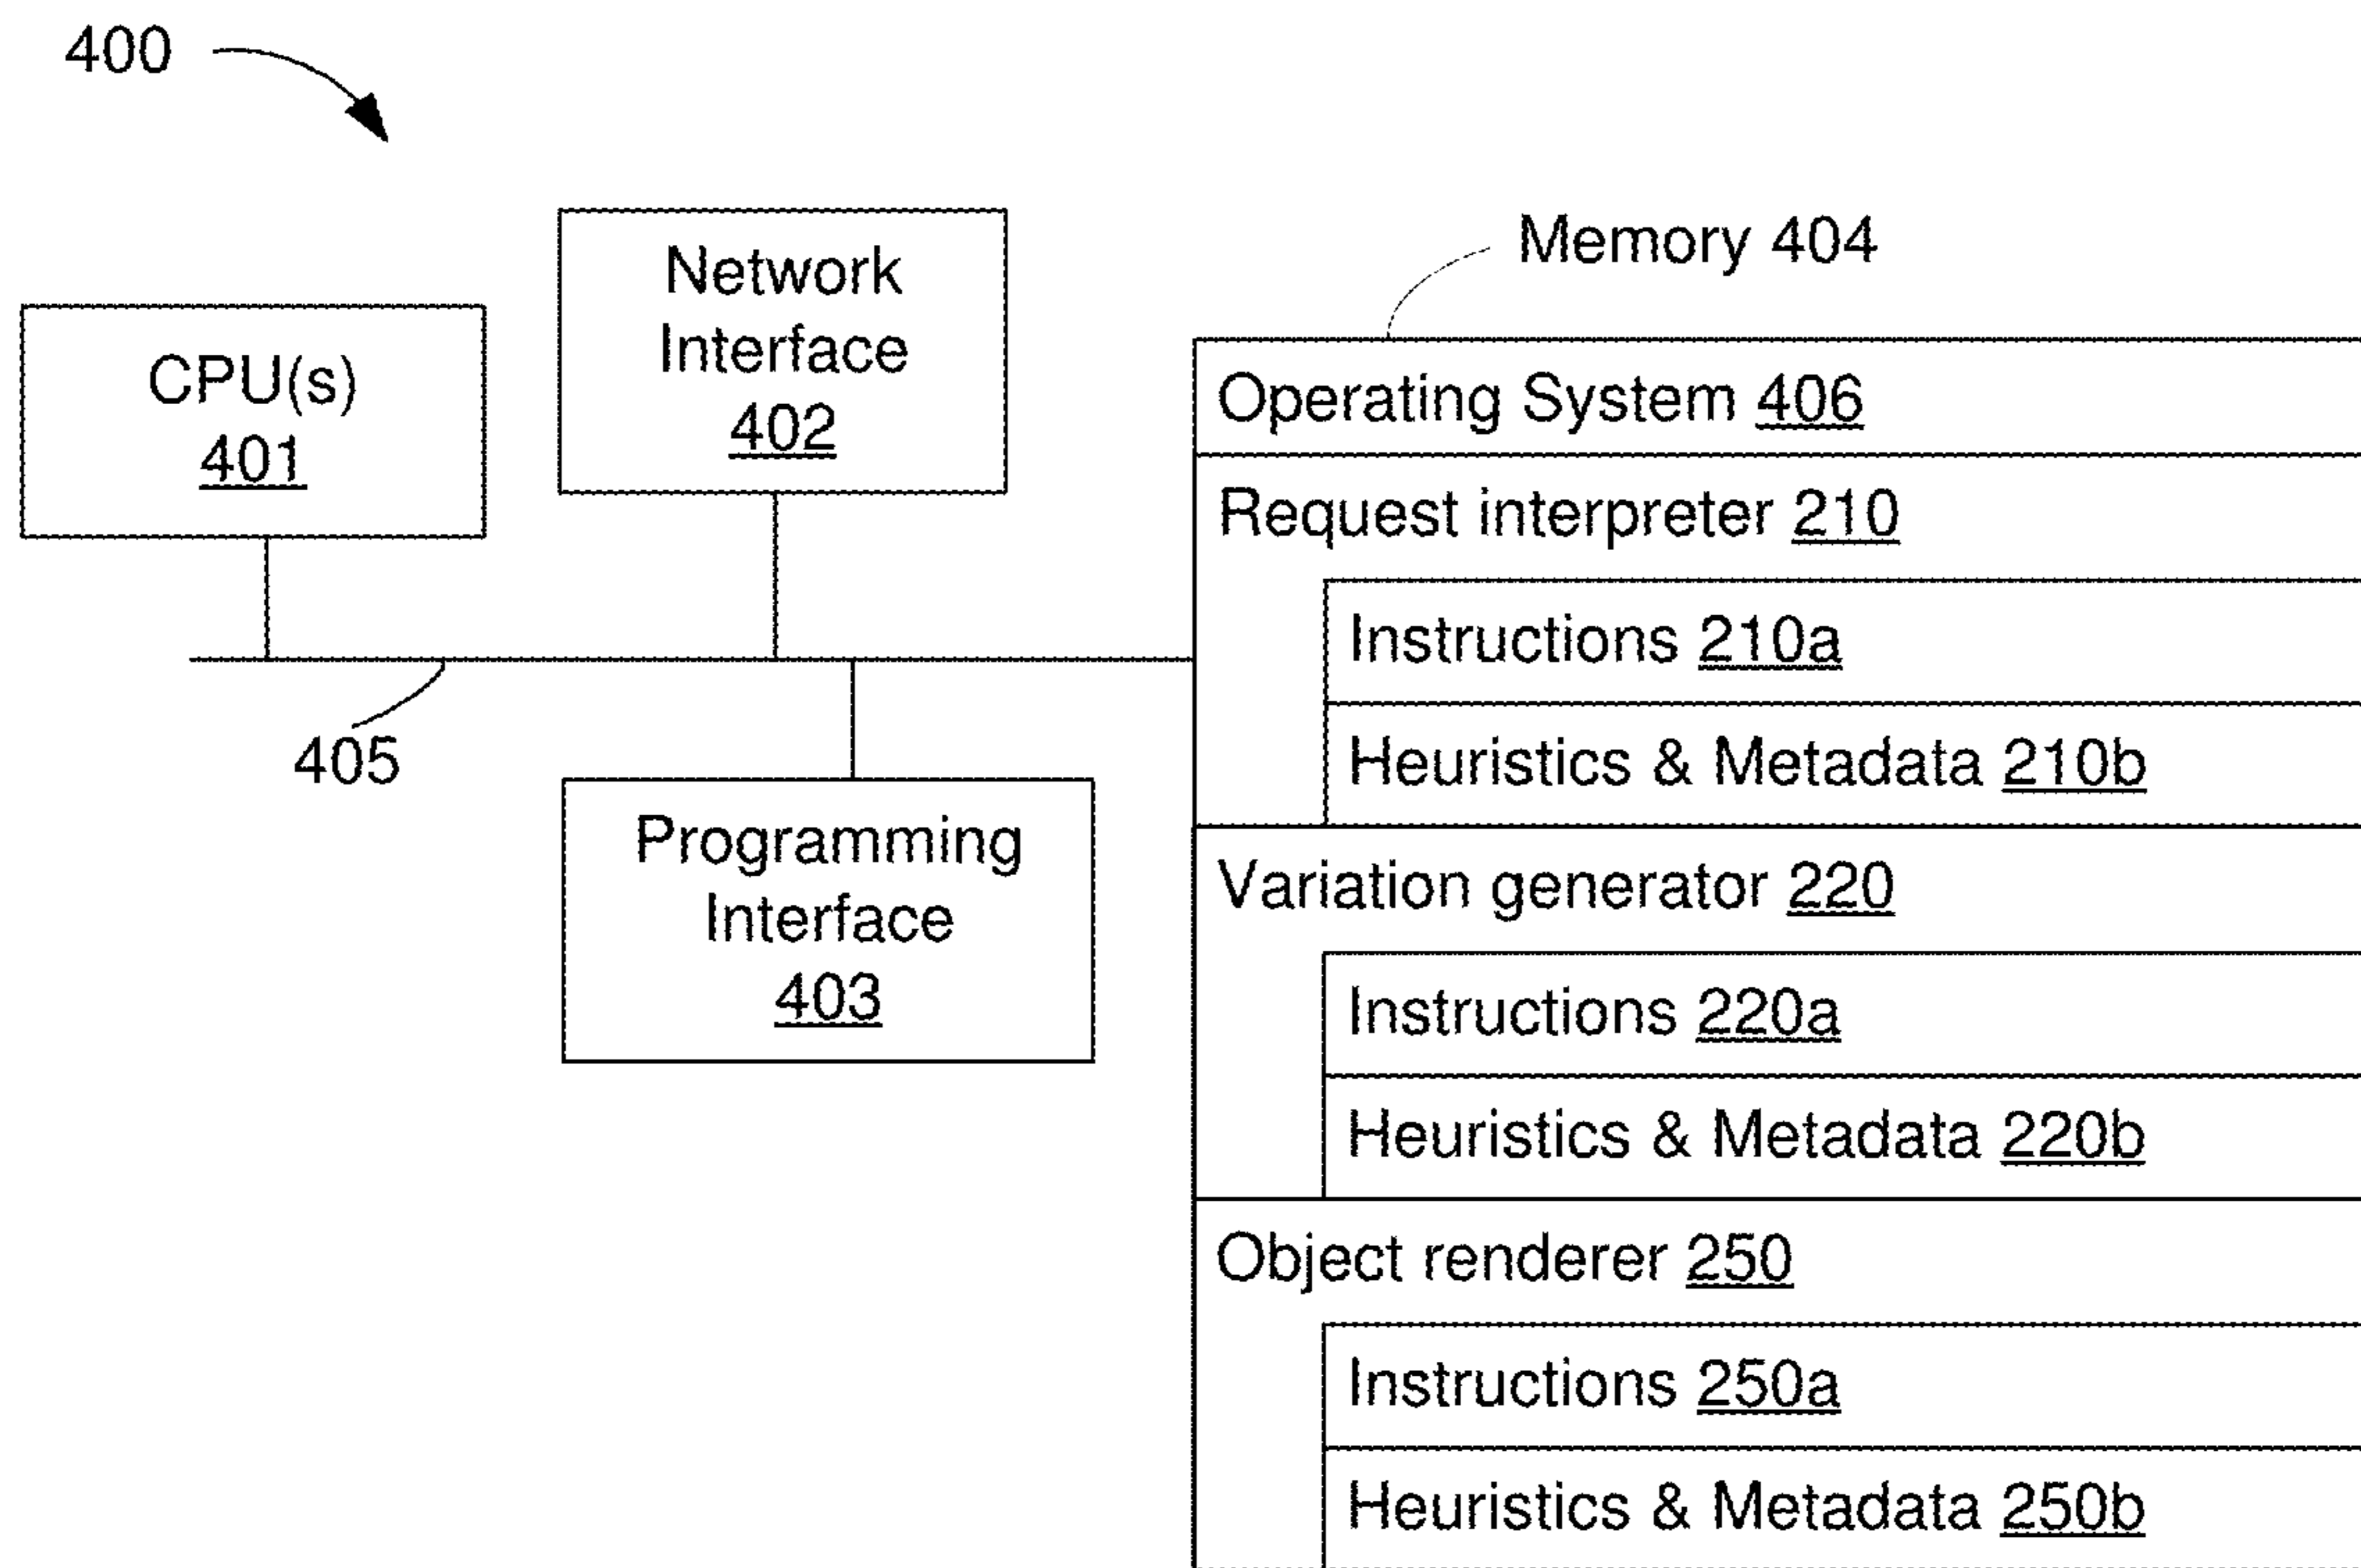 400
CPU(s)
401
Network
Interface
402
405
Programming
Interface
403
Memory 404
Operating System 406
Request interpreter 210
Instructions 210a
Heuristics & Metadata 210b
Variation generator 220
Instructions 220a
Heuristics & Metadata 220b
Object renderer 250
Instructions 250a
Heuristics & Metadata 250b